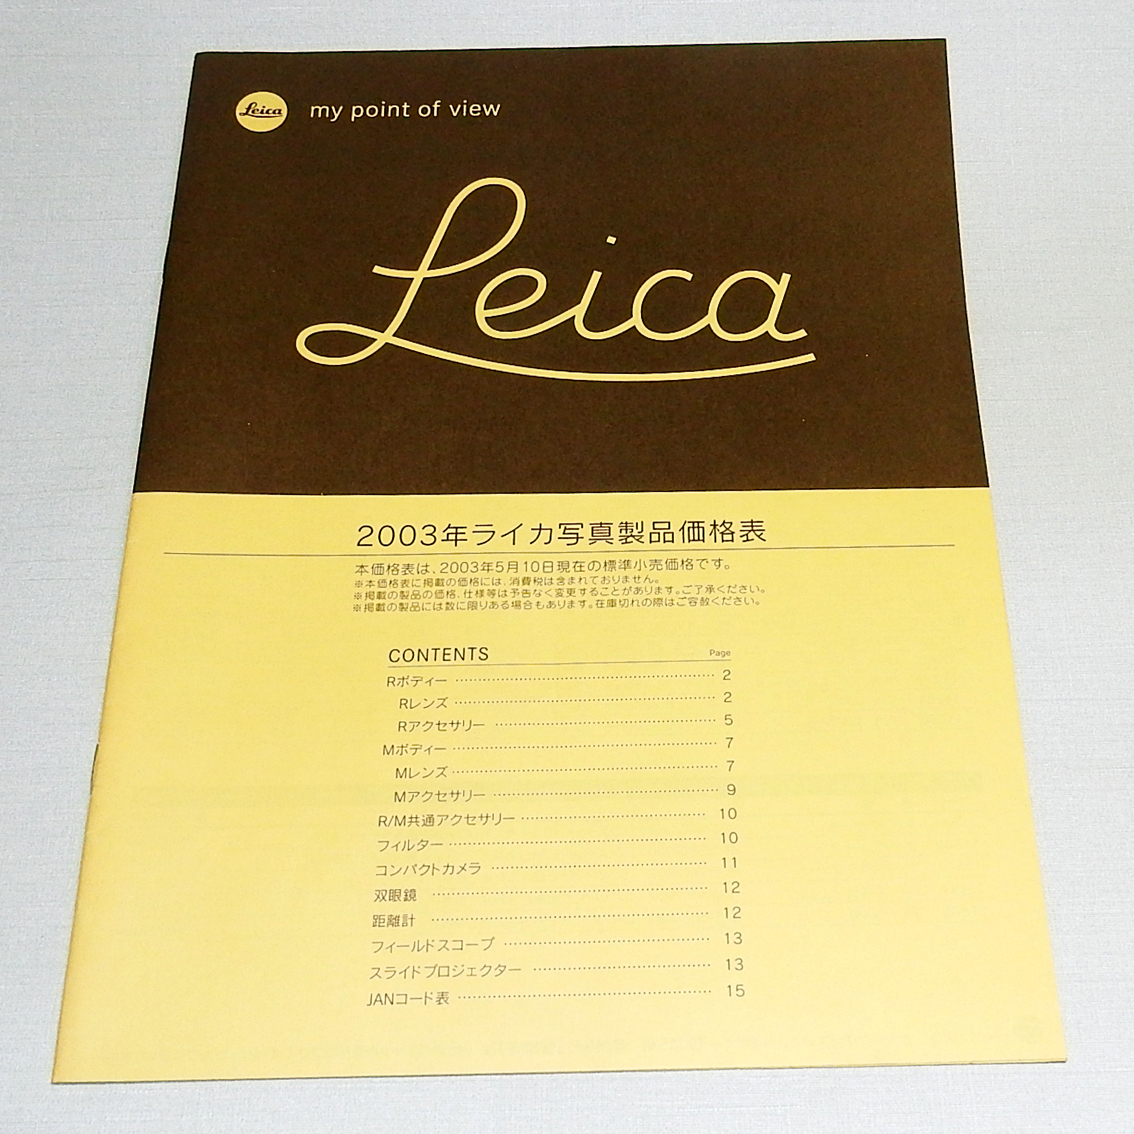 Leica my point of view
Leica
2003年ライカ写真製品価格表
本価格表は、2003年5月10日現在の標準小売価格です。
※本価格表に掲載の価格には、消費税は含まれておりません。
※掲載の製品の価格、仕様等は予告なく変更することがあります。ご了承ください。
※掲載の製品には数に限りある場合もあります。在庫切れの際はご容赦ください。
CONTENTS Page
Rボディー 2
Rレンズ 2
Rアクセサリー 5
Mボディー 7
Mレンズ 7
Mアクセサリー 9
R/M共通アクセサリー 10
フィルター 10
コンパクトカメラ 11
双眼鏡 12
距離計 12
フィールドスコープ 13
スライドプロジェクター 13
JANコード表 15